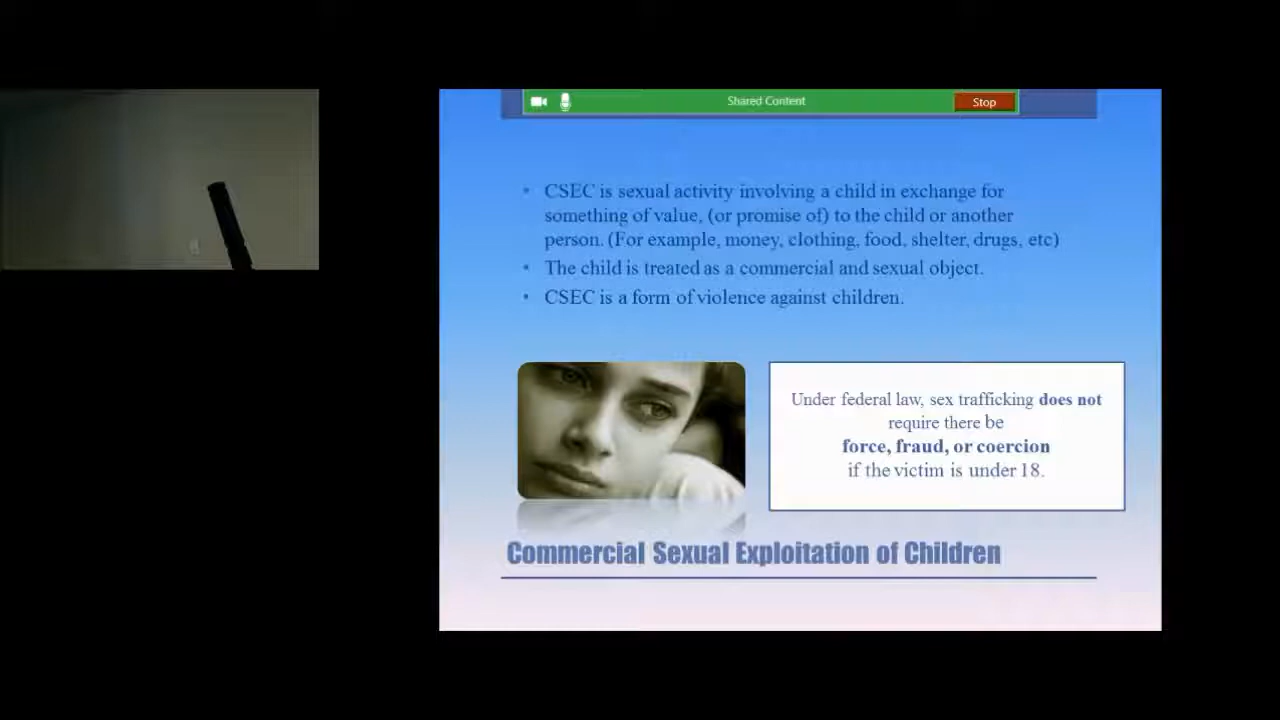 Shared Content
Stop
• CSEC is sexual activity involving a child in exchange for
something of value, (or promise of) to the child or another
person. (For example, money, clothing, food, shelter, drugs, etc)
• The child is treated as a commercial and sexual object.
• CSEC is a form of violence against children.
Under federal law, sex trafficking does not
require there be
force, fraud, or coercion
if the victim is under 18.
Commercial Sexual Exploitation of Children